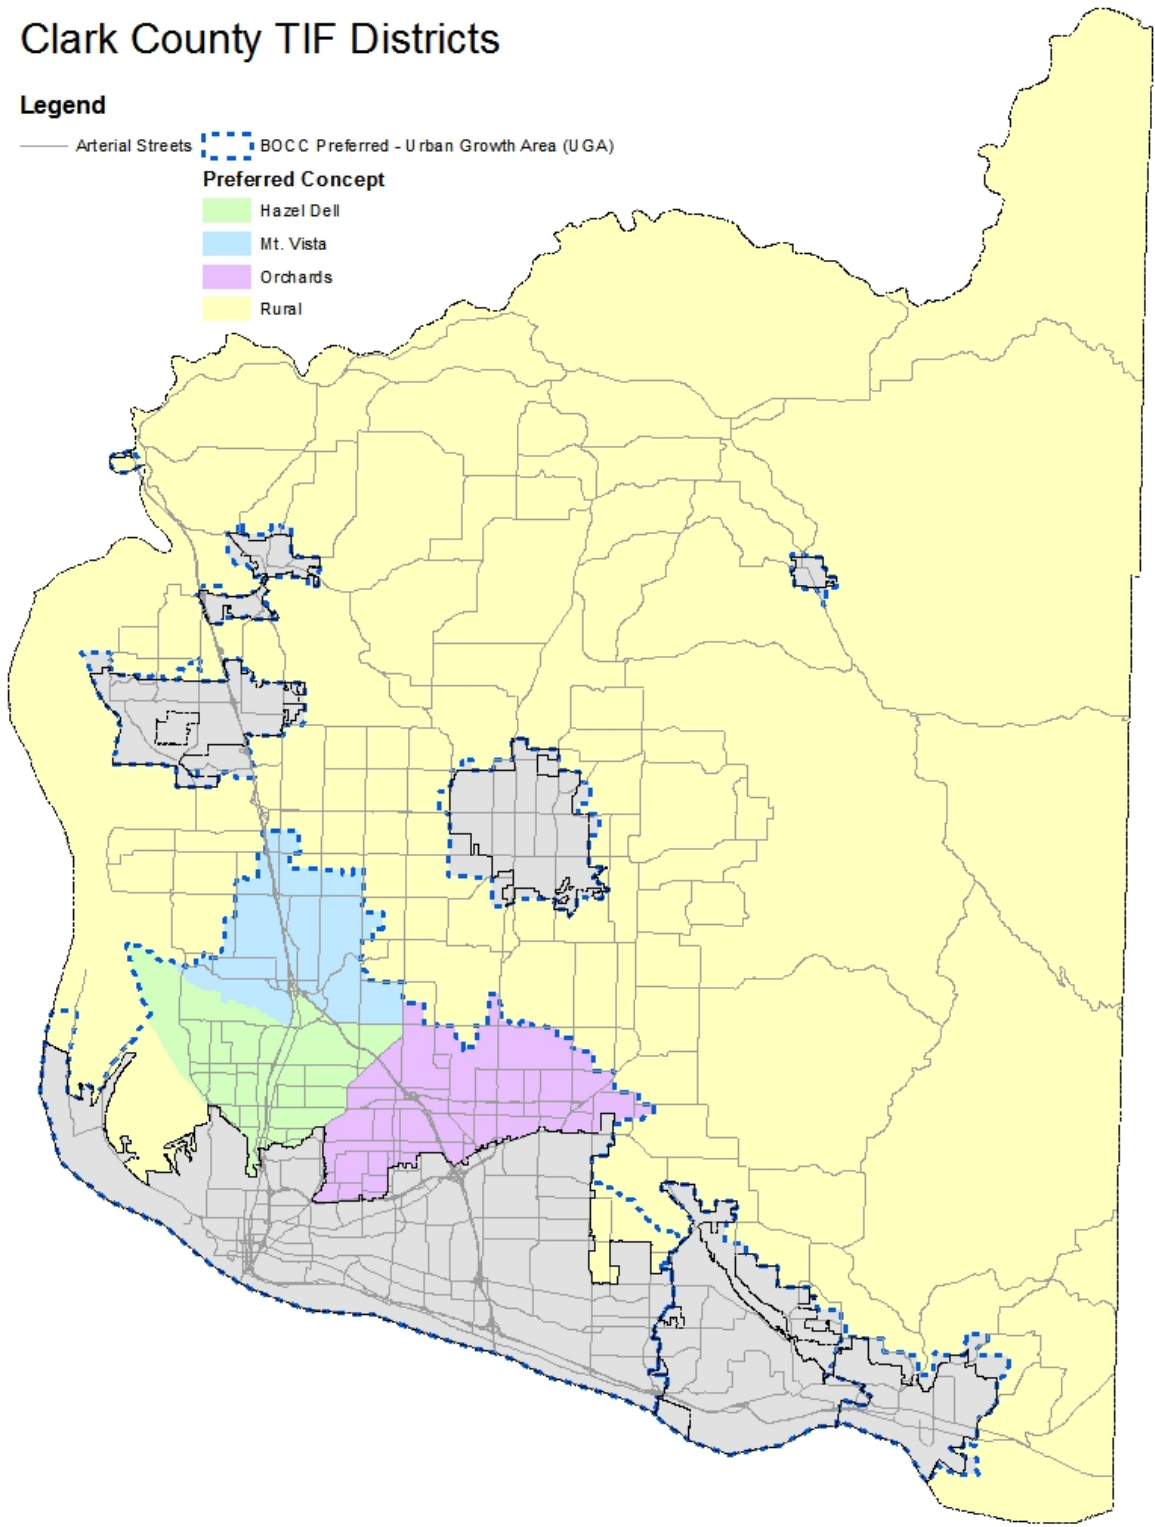 Clark County TIF Districts
Legend
Arterial Streets BOCC Preferred - Urban Growth Area (UGA)
Preferred Concept
Hazel Dell
Mt. Vista
Orchards
Rural